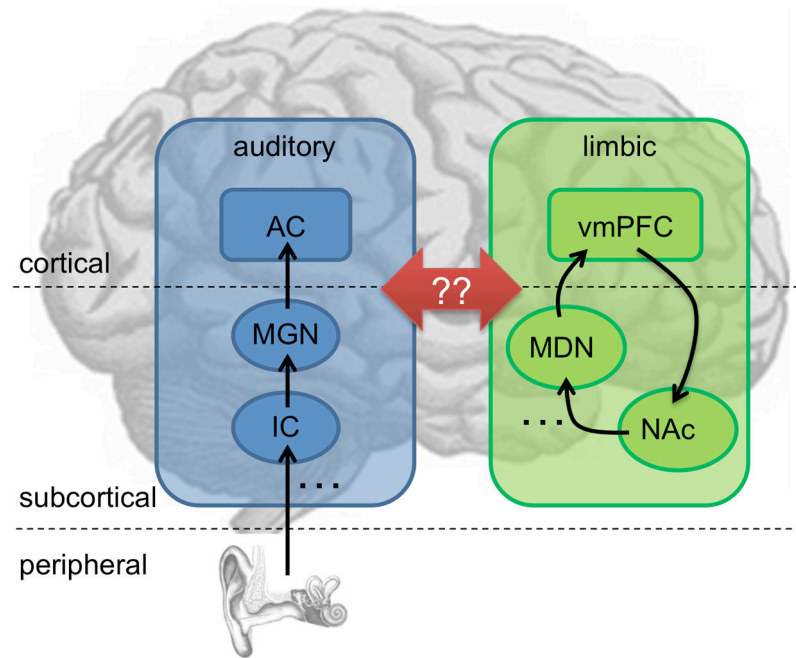 auditory
limbic
AC
vmPFC
cortical
??
MGN
MDN
IC
...
...
NAc
subcortical
peripheral